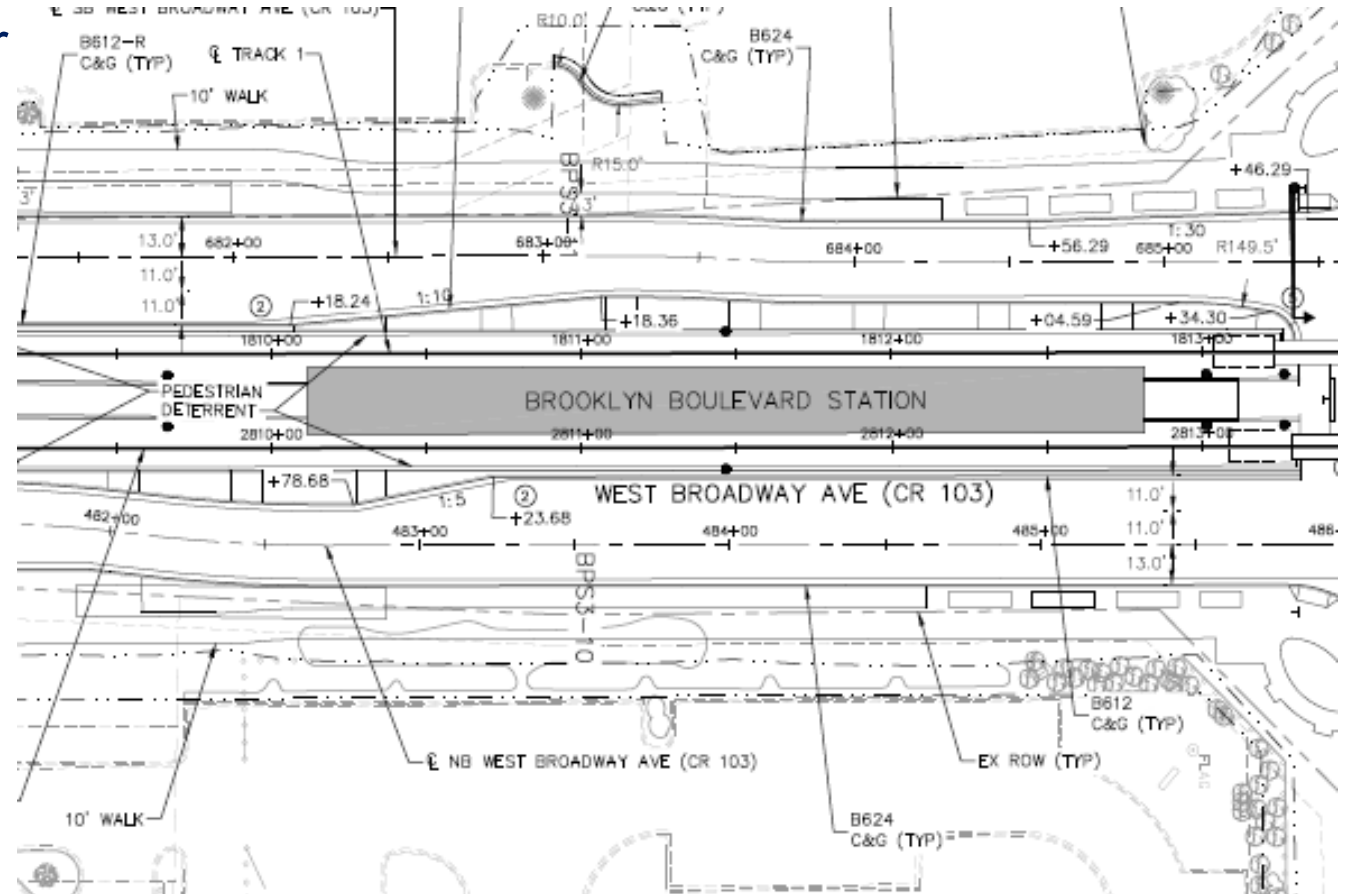 ℄ SB WEST BROADWAY AVE (CR 103)
C&G (TYP)
R10.0'
B612-R
C&G (TYP)
℄ TRACK 1
B624
C&G (TYP)
10' WALK
BPS3
R15.0'
+46.29
3'
3'
13.0'
682+00
683+00
684+00
+56.29
1:30
685+00
R149.5'
11.0'
11.0'
②
+18.24
1:10
+18.36
+04.59
+34.30
1810+00
1811+00
1812+00
1813+00
PEDESTRIAN
DETERRENT
BROOKLYN BOULEVARD STATION
2810+00
2811+00
2812+00
2813+00
+78.68
1:5
②
+23.68
WEST BROADWAY AVE (CR 103)
11.0'
482+00
483+00
484+00
485+00
486+
11.0'
13.0'
BPS3-10
B612
C&G (TYP)
℄ NB WEST BROADWAY AVE (CR 103)
EX ROW (TYP)
FLAG
10' WALK
B624
C&G (TYP)